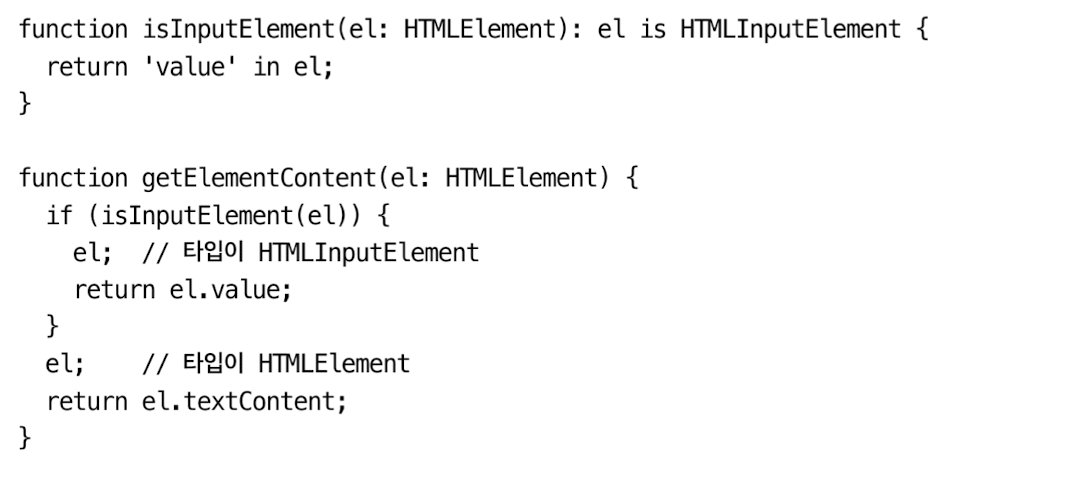 function isInputElement(el: HTMLElement): el is HTMLInputElement {
  return 'value' in el;
}

function getElementContent(el: HTMLElement) {
  if (isInputElement(el)) {
    el;  // 타입이 HTMLInputElement
    return el.value;
  }
  el;    // 타입이 HTMLElement
  return el.textContent;
}